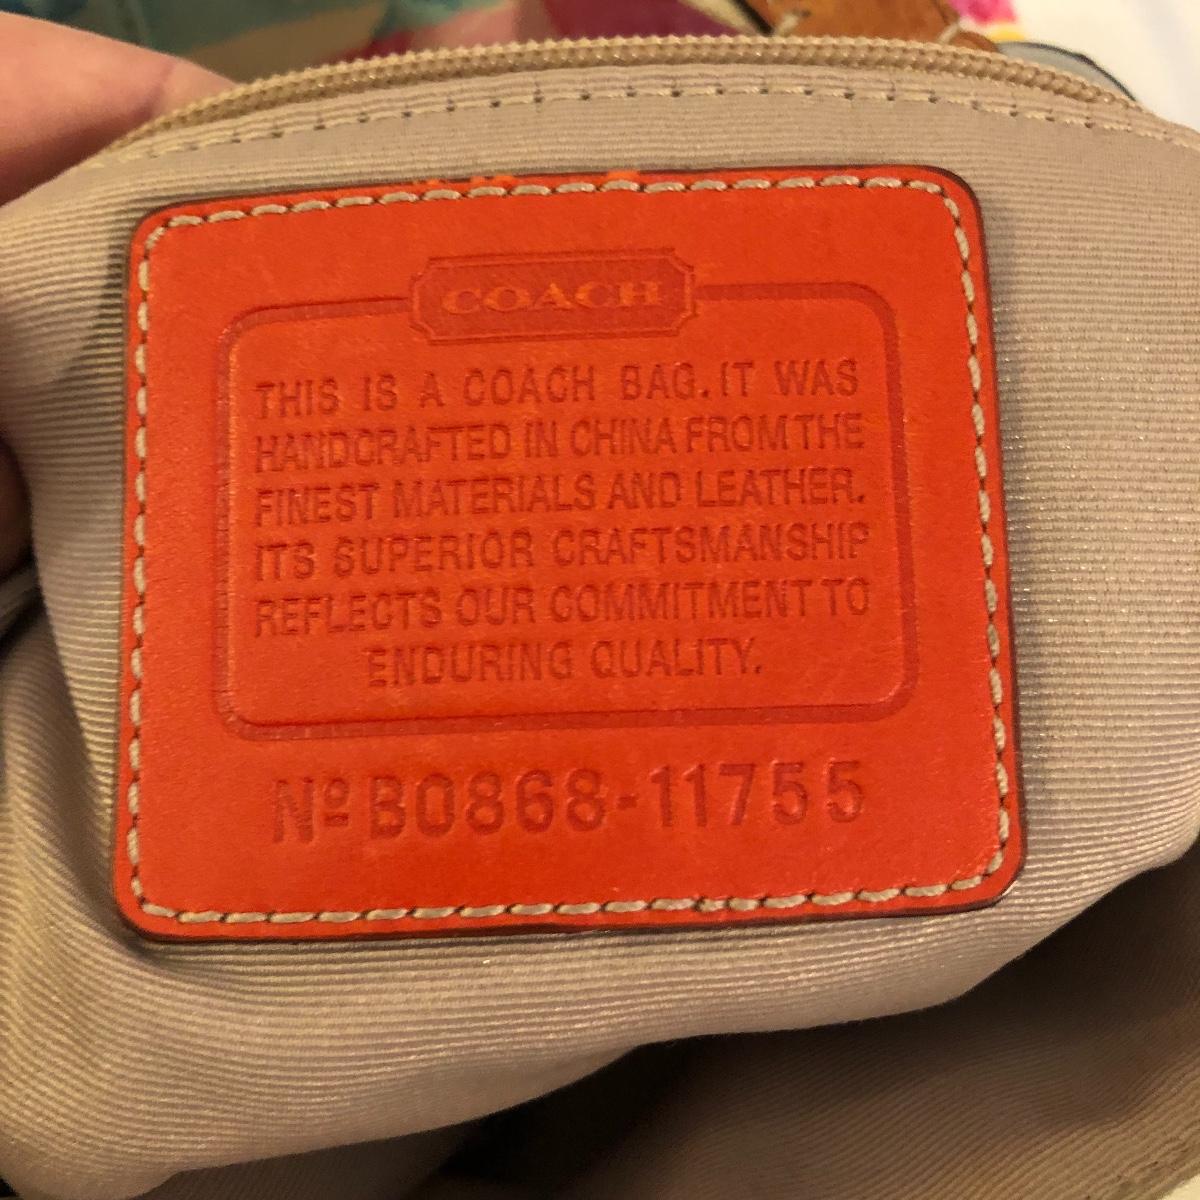 COACH
THIS IS A COACH BAG. IT WAS
HANDCRAFTED IN CHINA FROM THE
FINEST MATERIALS AND LEATHER.
ITS SUPERIOR CRAFTSMANSHIP
REFLECTS OUR COMMITMENT TO
ENDURING QUALITY.
Nº B0868-11755